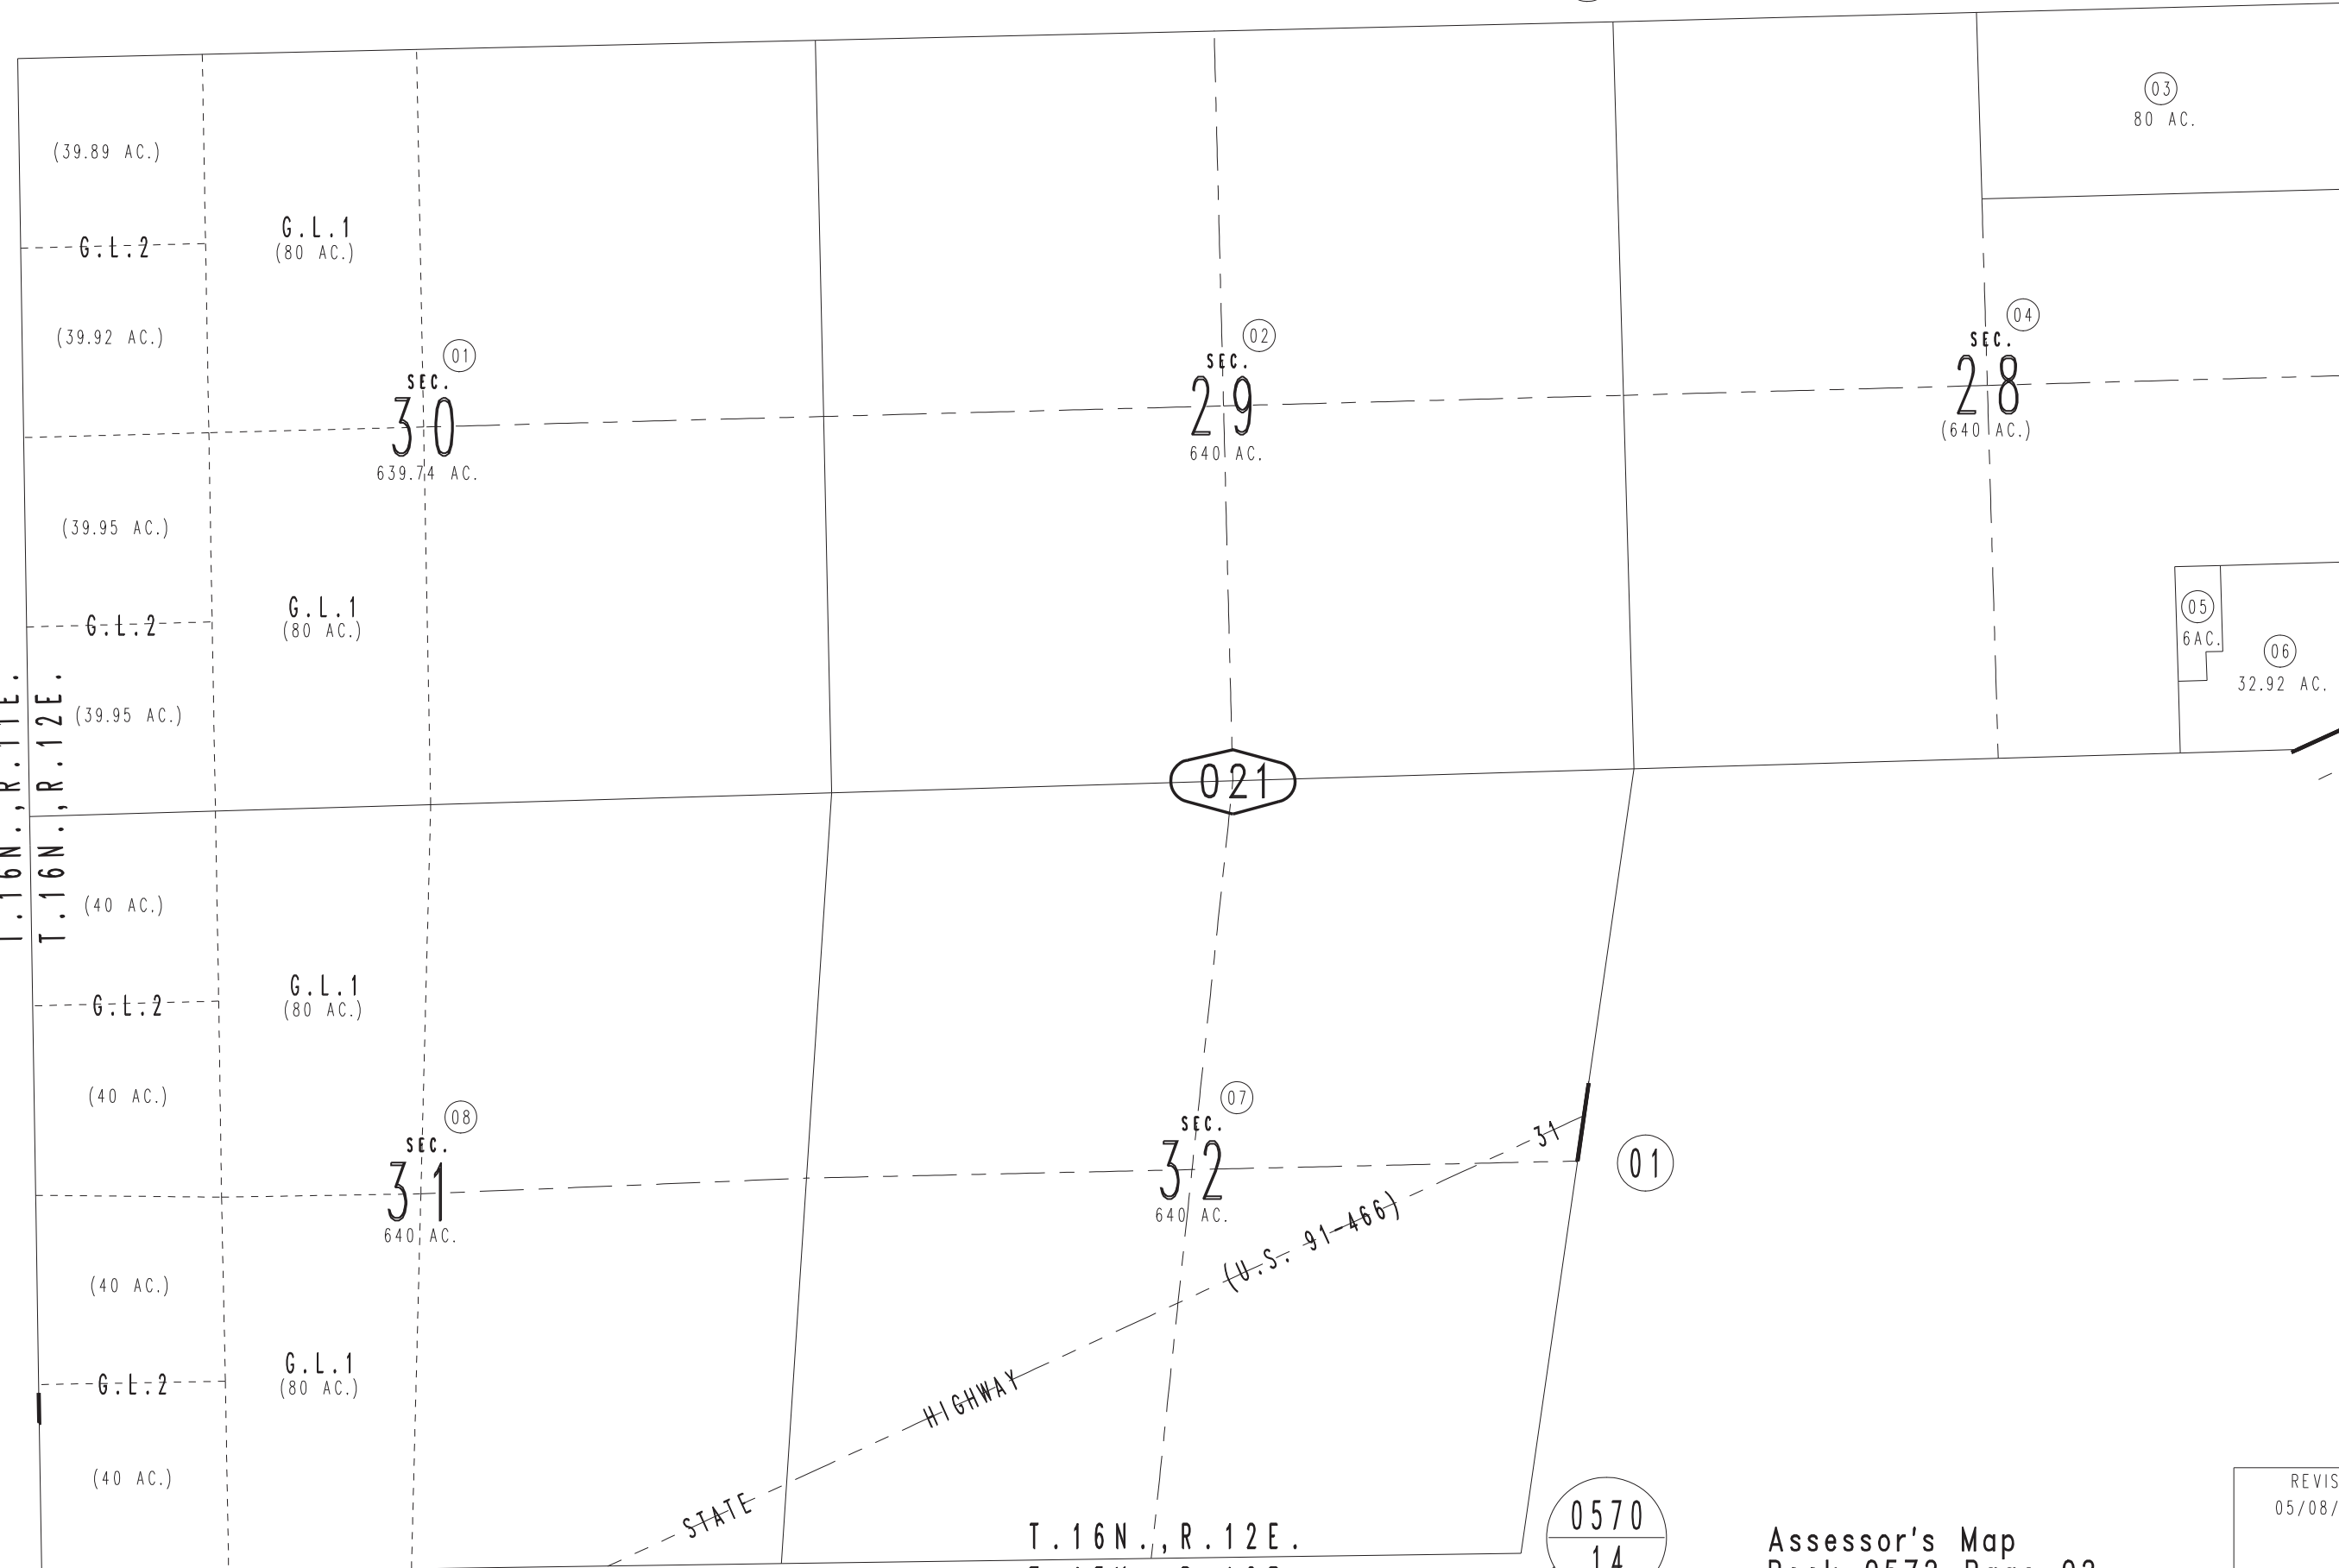 03
80 AC.
(39.89 AC.)
G.L.1
(80 AC.)
G.L.2
(39.92 AC.)
01
SEC.
30
639.74 AC.
02
SEC.
29
640 AC.
04
SEC.
28
(640 AC.)
(39.95 AC.)
G.L.1
(80 AC.)
G.L.2
05
6AC.
06
32.92 AC.
(39.95 AC.)
T.16N.,R.11E.
T.16N.,R.12E.
021
(40 AC.)
G.L.1
(80 AC.)
G.L.2
(40 AC.)
08
SEC.
31
640 AC.
07
SEC.
32
640 AC.
31
01
(U.S. 91-466)
(40 AC.)
G.L.1
(80 AC.)
G.L.2
HIGHWAY
(40 AC.)
STATE
T.16N.,R.12E.
0570
14
Assessor's Map
REVIS
05/08/